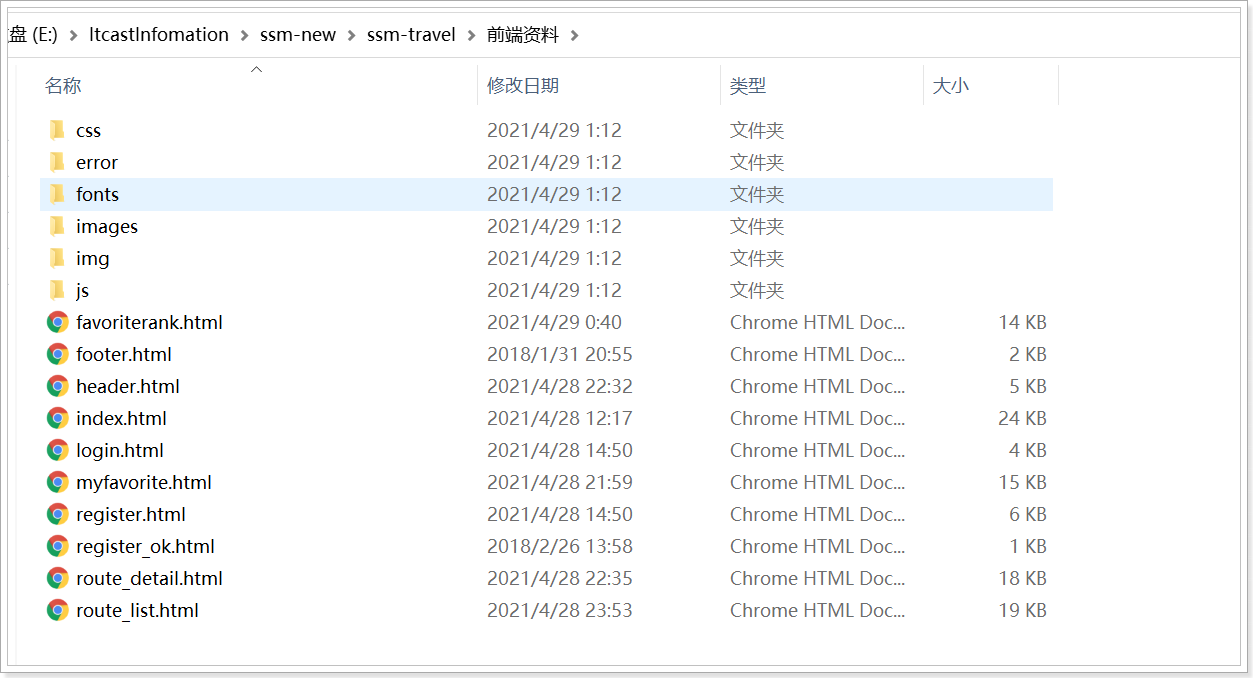 盘 (E:) > ItcastInfomation > ssm-new > ssm-travel > 前端资料 >
名称 修改日期 类型 大小
css 2021/4/29 1:12 文件夹
error 2021/4/29 1:12 文件夹
fonts 2021/4/29 1:12 文件夹
images 2021/4/29 1:12 文件夹
img 2021/4/29 1:12 文件夹
js 2021/4/29 1:12 文件夹
favoriterank.html 2021/4/29 0:40 Chrome HTML Doc... 14 KB
footer.html 2018/1/31 20:55 Chrome HTML Doc... 2 KB
header.html 2021/4/28 22:32 Chrome HTML Doc... 5 KB
index.html 2021/4/28 12:17 Chrome HTML Doc... 24 KB
login.html 2021/4/28 14:50 Chrome HTML Doc... 4 KB
myfavorite.html 2021/4/28 21:59 Chrome HTML Doc... 15 KB
register.html 2021/4/28 14:50 Chrome HTML Doc... 6 KB
register_ok.html 2018/2/26 13:58 Chrome HTML Doc... 1 KB
route_detail.html 2021/4/28 22:35 Chrome HTML Doc... 18 KB
route_list.html 2021/4/28 23:53 Chrome HTML Doc... 19 KB